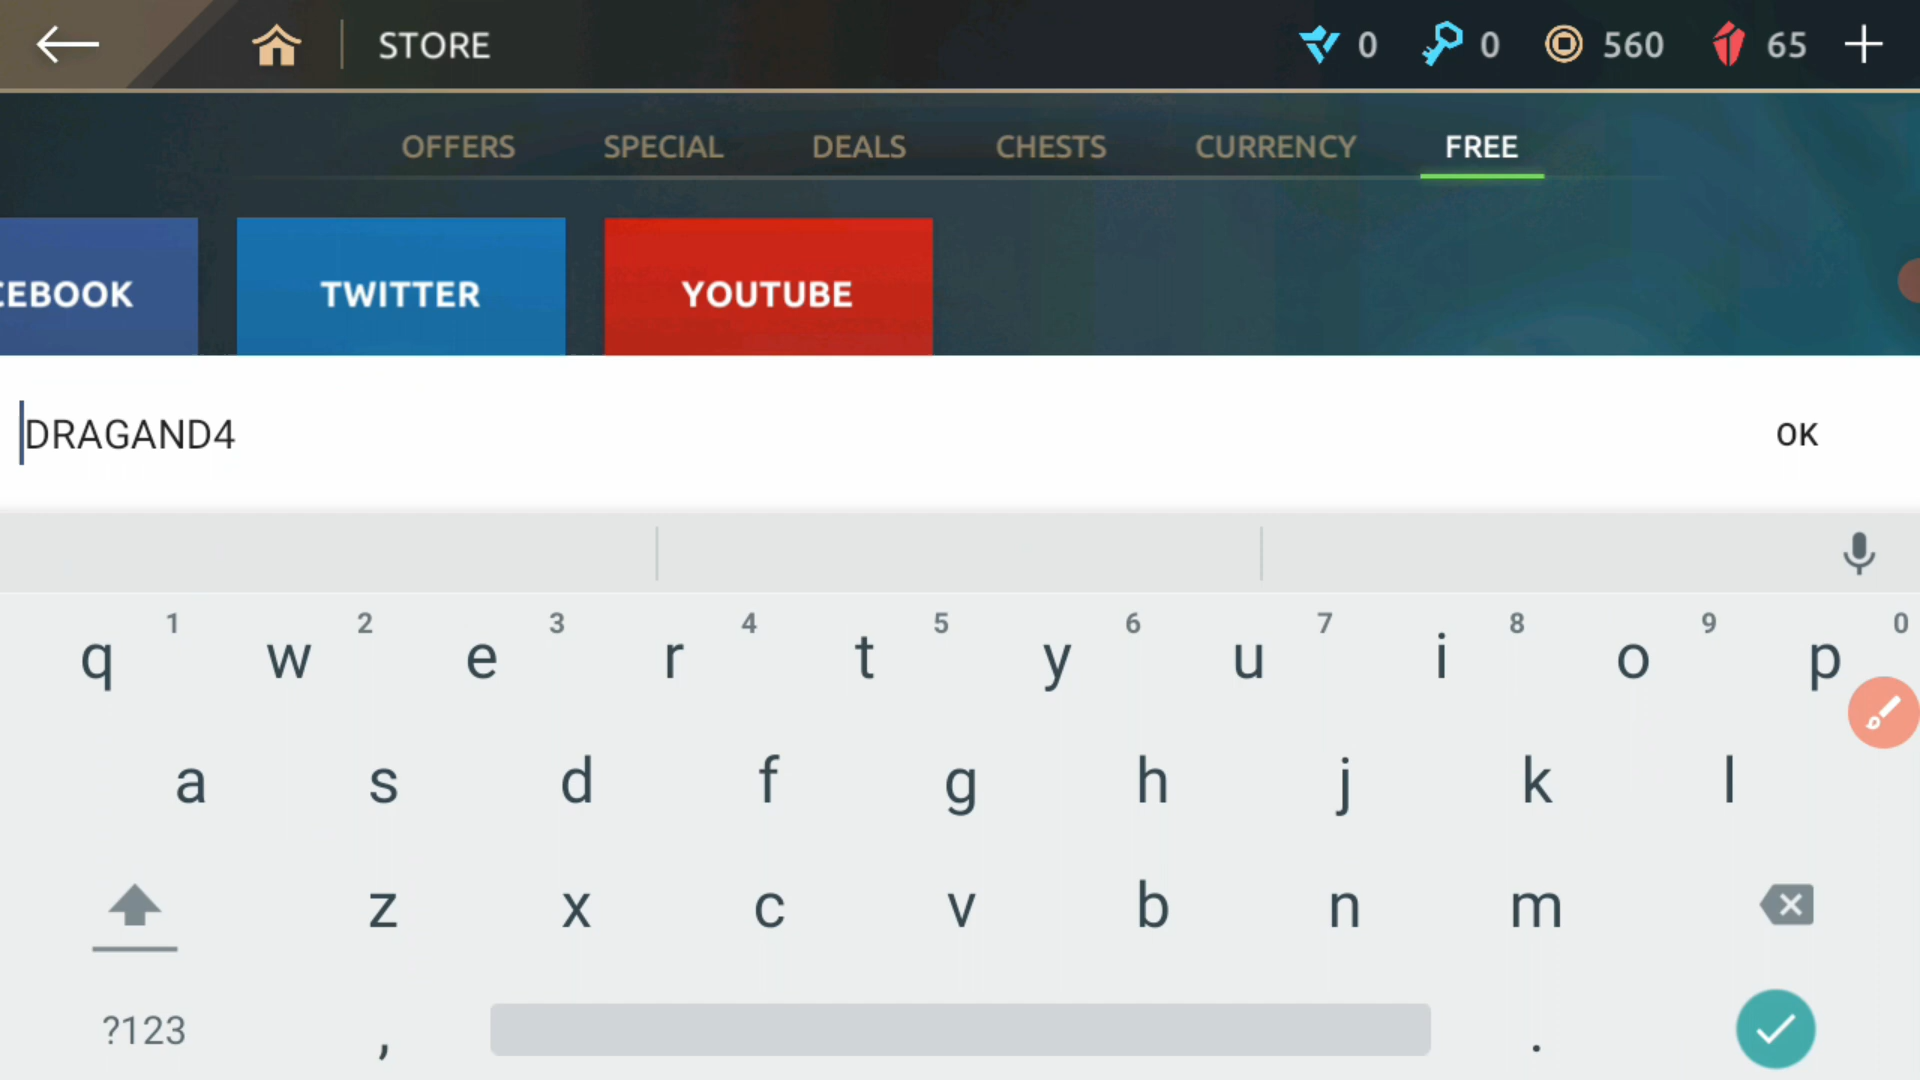 STORE 0 0 560 65
OFFERS SPECIAL DEALS CHESTS CURRENCY FREE
CEBOOK TWITTER YOUTUBE
DRAGAND4 OK
1 2 3 4 5 6 7 8 9 0
q w e r t y u i o p
a s d f g h j k l
z x c v b n m
?123 , .